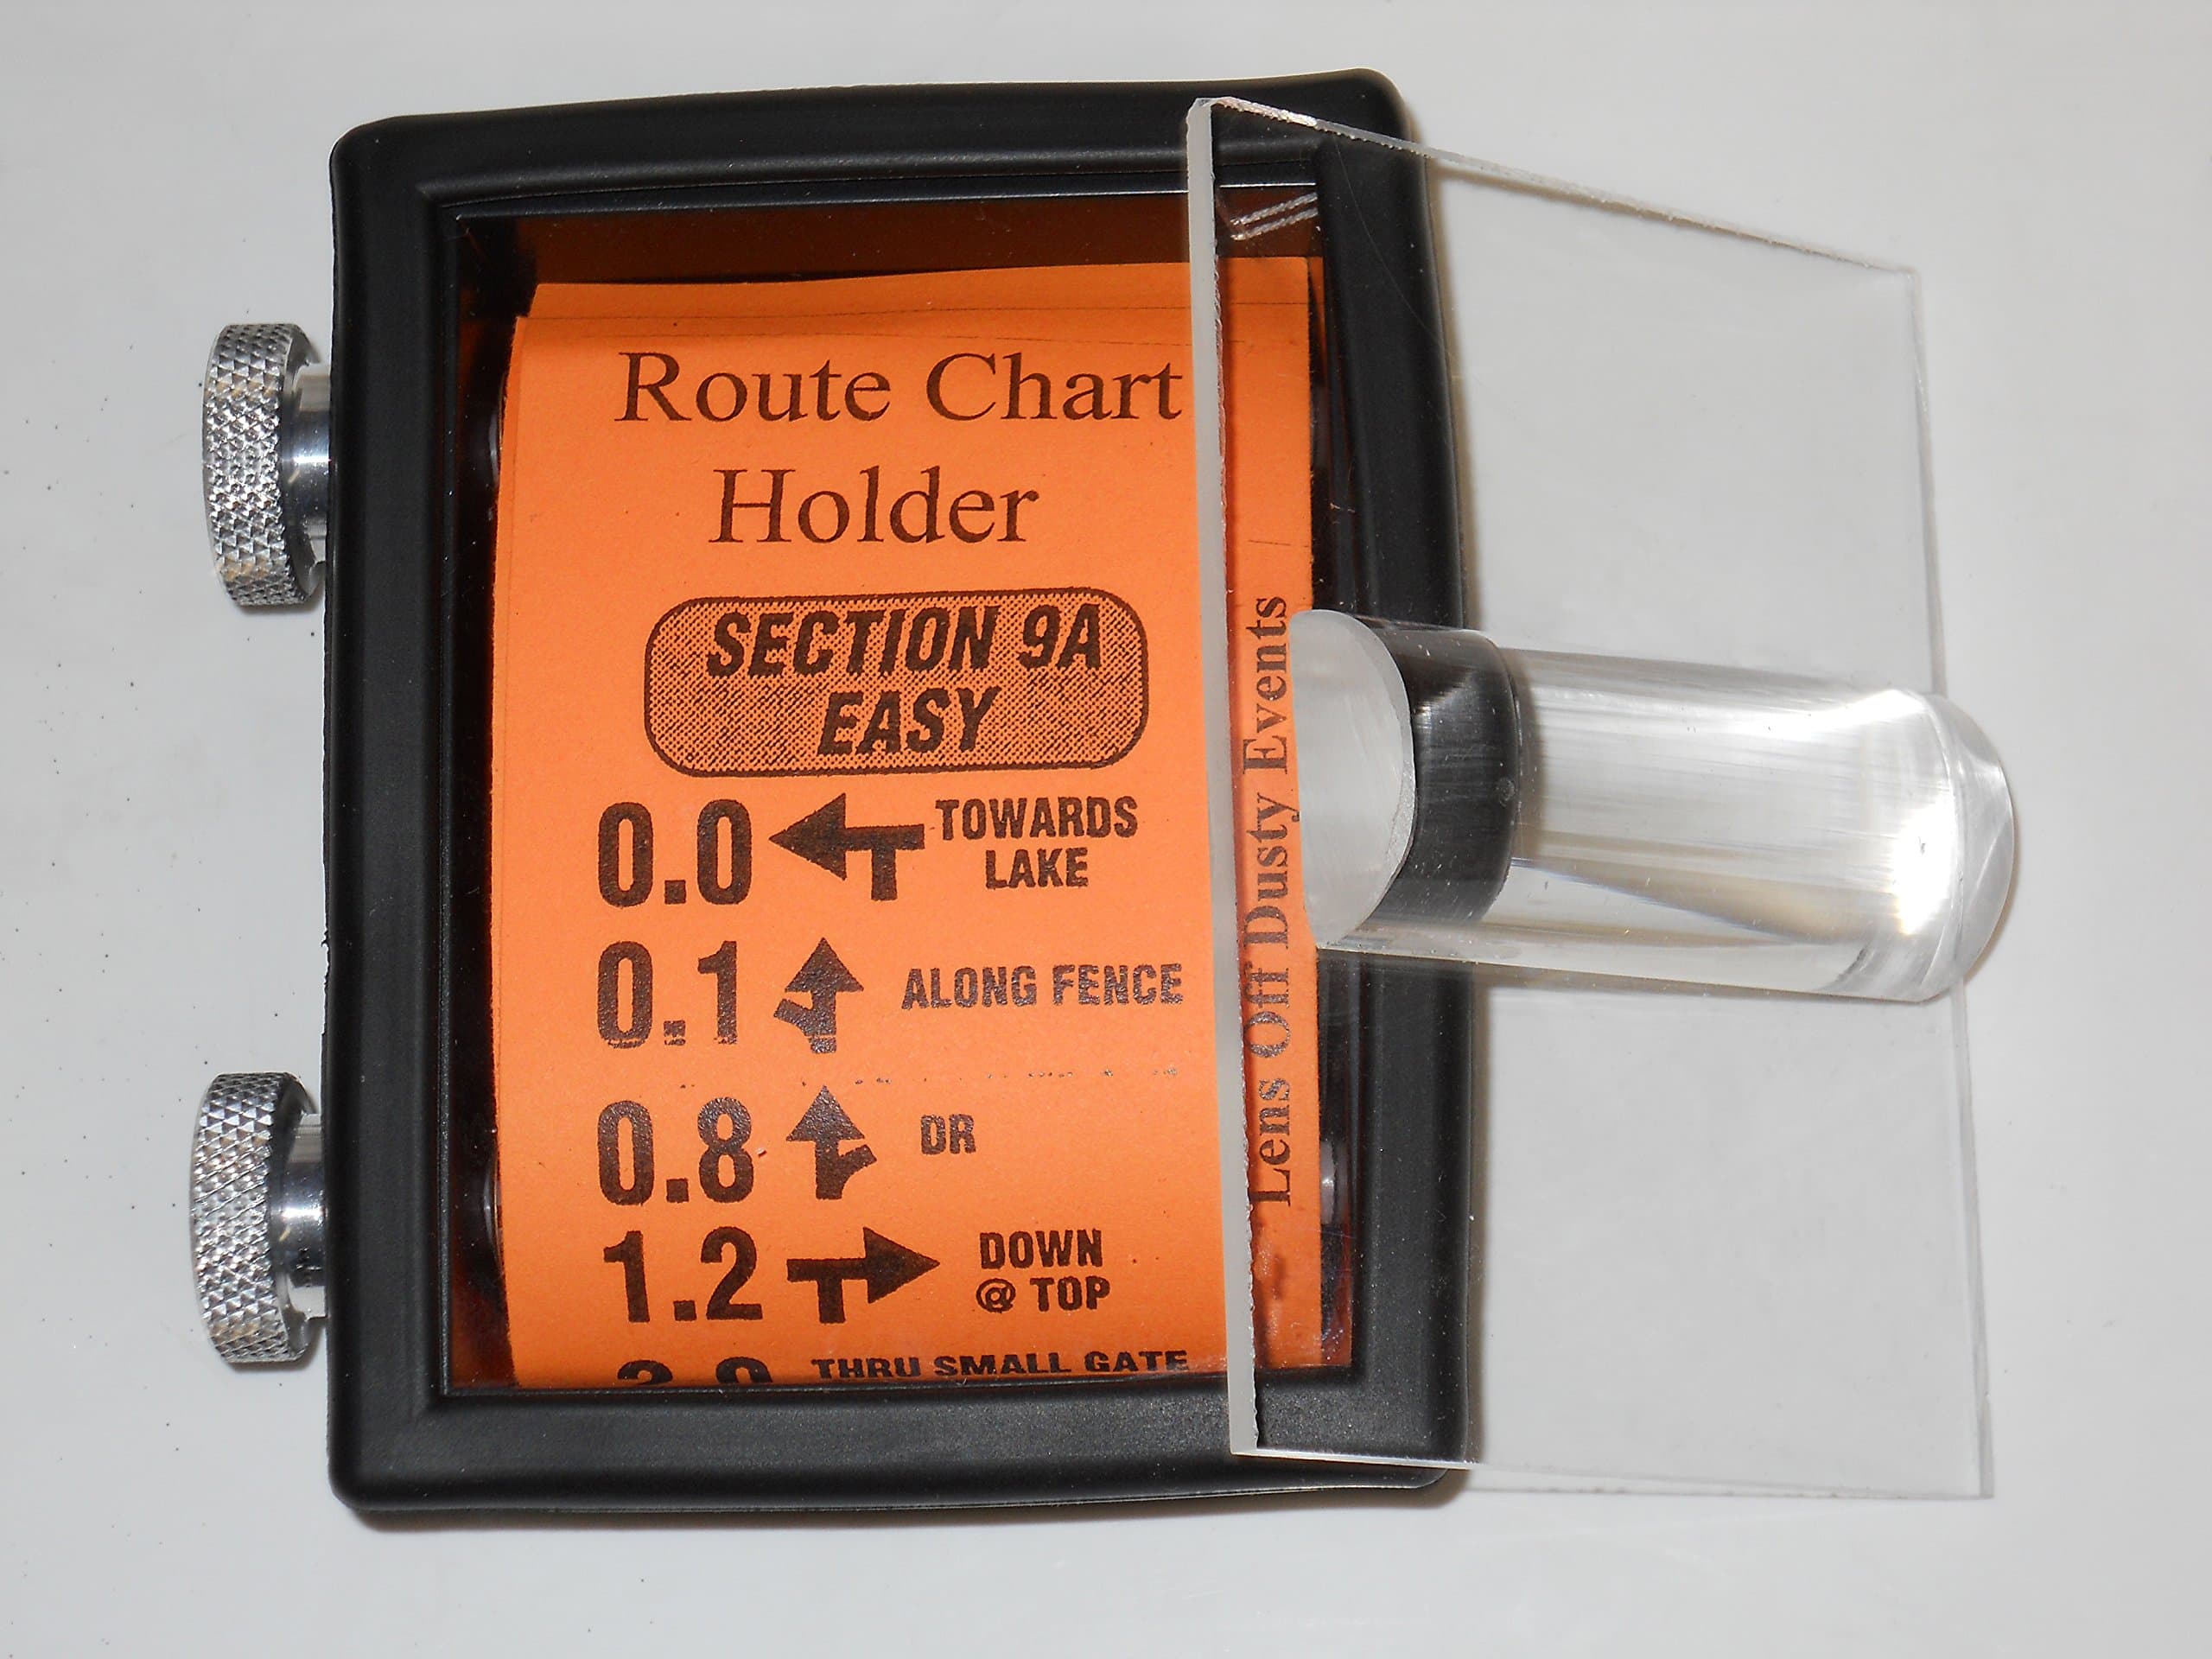 Route Chart
Holder
SECTION 9A
EASY
0.0 TOWARDS
LAKE
0.1 ALONG FENCE
0.8 DR
1.2 DOWN
@ TOP
THRU SMALL GATE
Lens Off Dusty Events